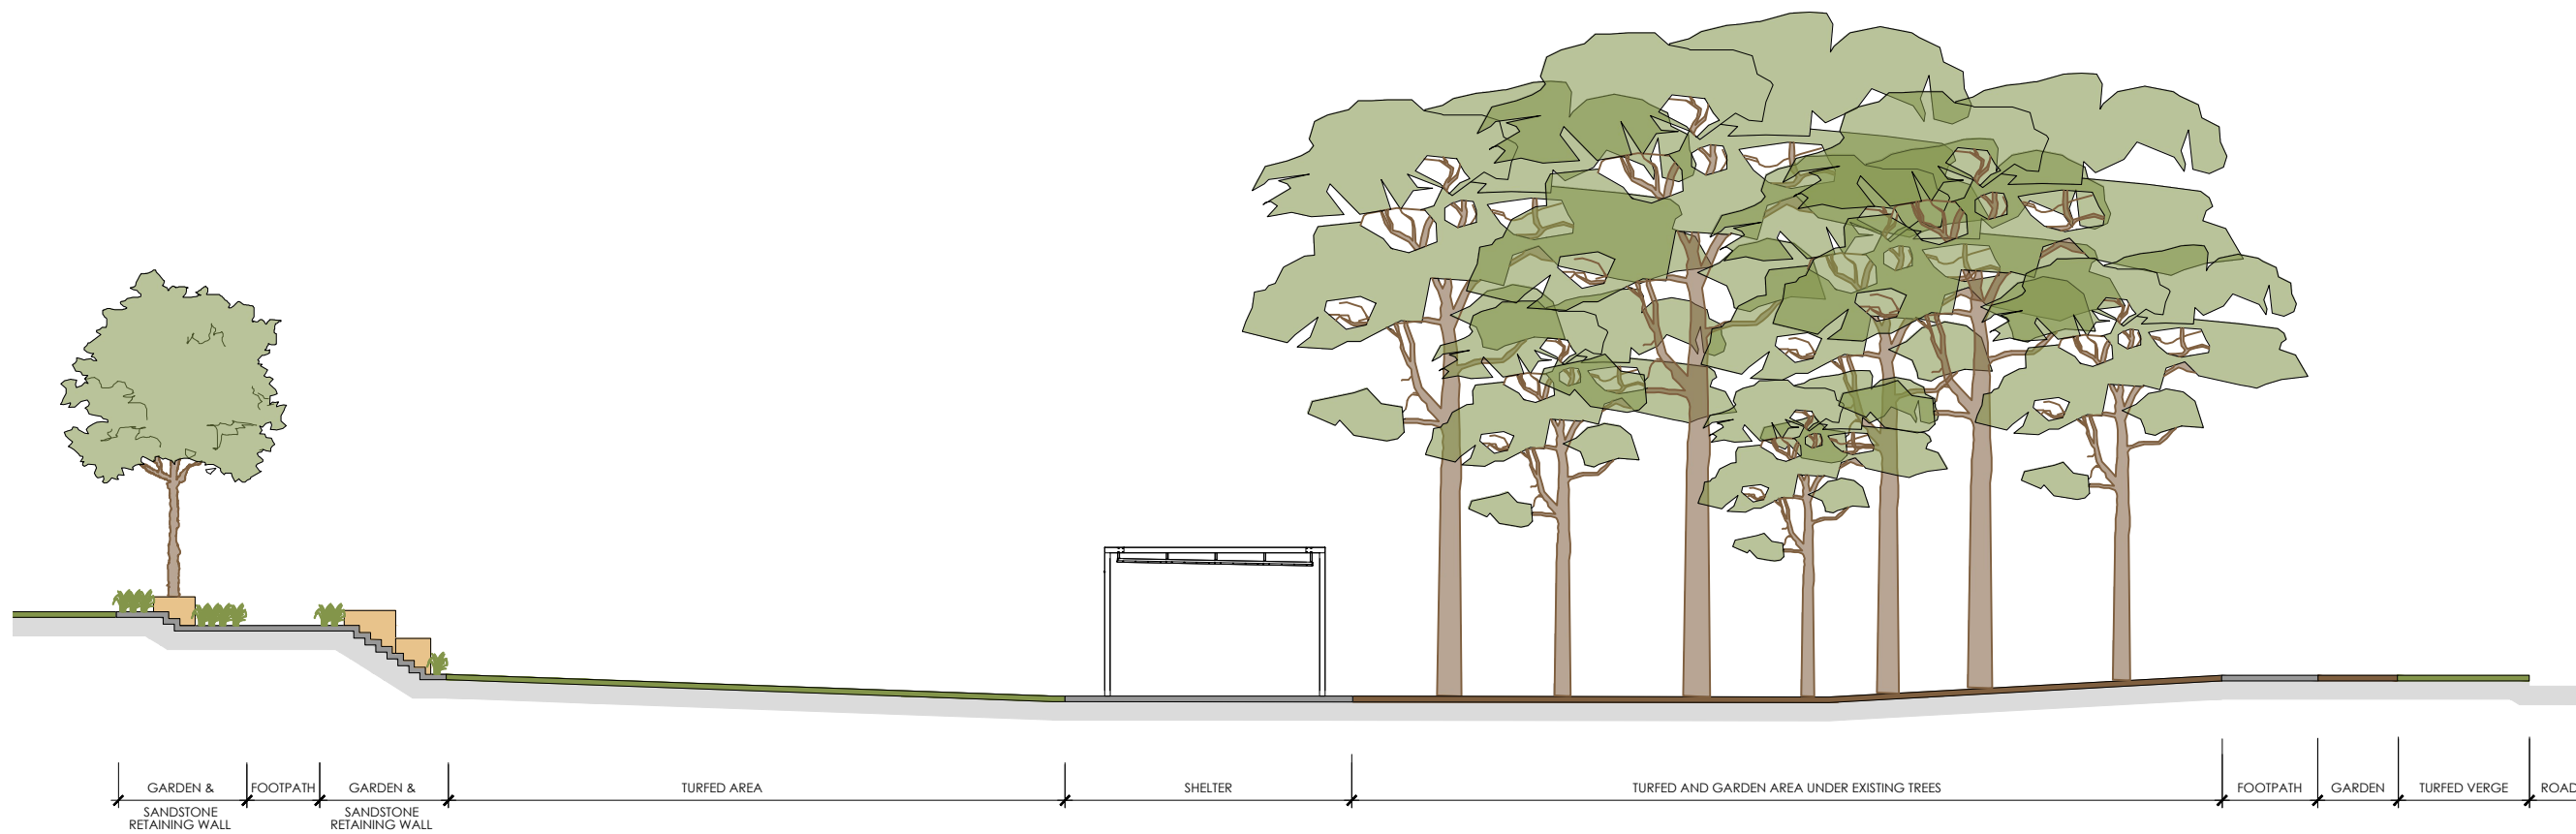 GARDEN &
SANDSTONE
RETAINING WALL
FOOTPATH
GARDEN &
SANDSTONE
RETAINING WALL
TURFED AREA
SHELTER
TURFED AND GARDEN AREA UNDER EXISTING TREES
FOOTPATH
GARDEN
TURFED VERGE
ROAD